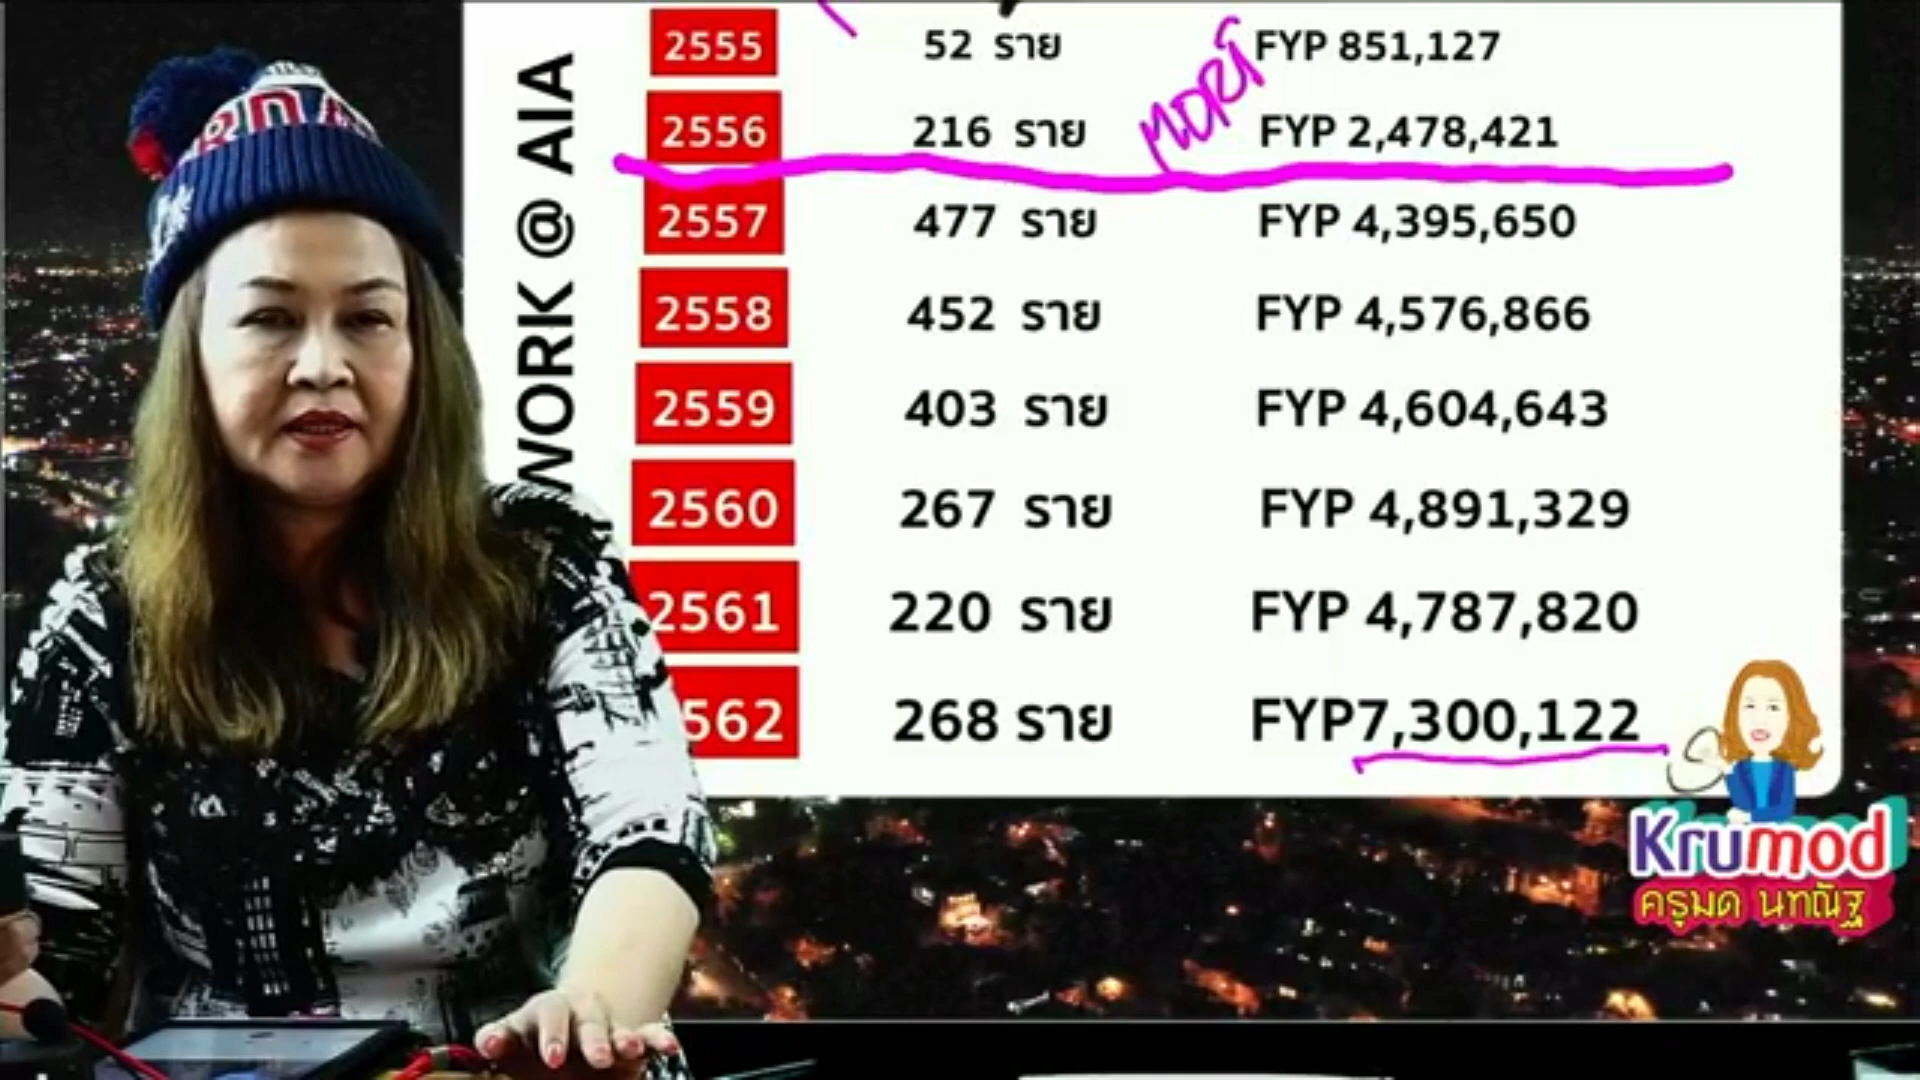 WORK @ AIA
2555 52 ราย FYP 851,127
MDRT
2556 216 ราย FYP 2,478,421
2557 477 ราย FYP 4,395,650
2558 452 ราย FYP 4,576,866
2559 403 ราย FYP 4,604,643
2560 267 ราย FYP 4,891,329
2561 220 ราย FYP 4,787,820
562 268 ราย FYP7,300,122
Krumod
ครูมด นทณัฐ